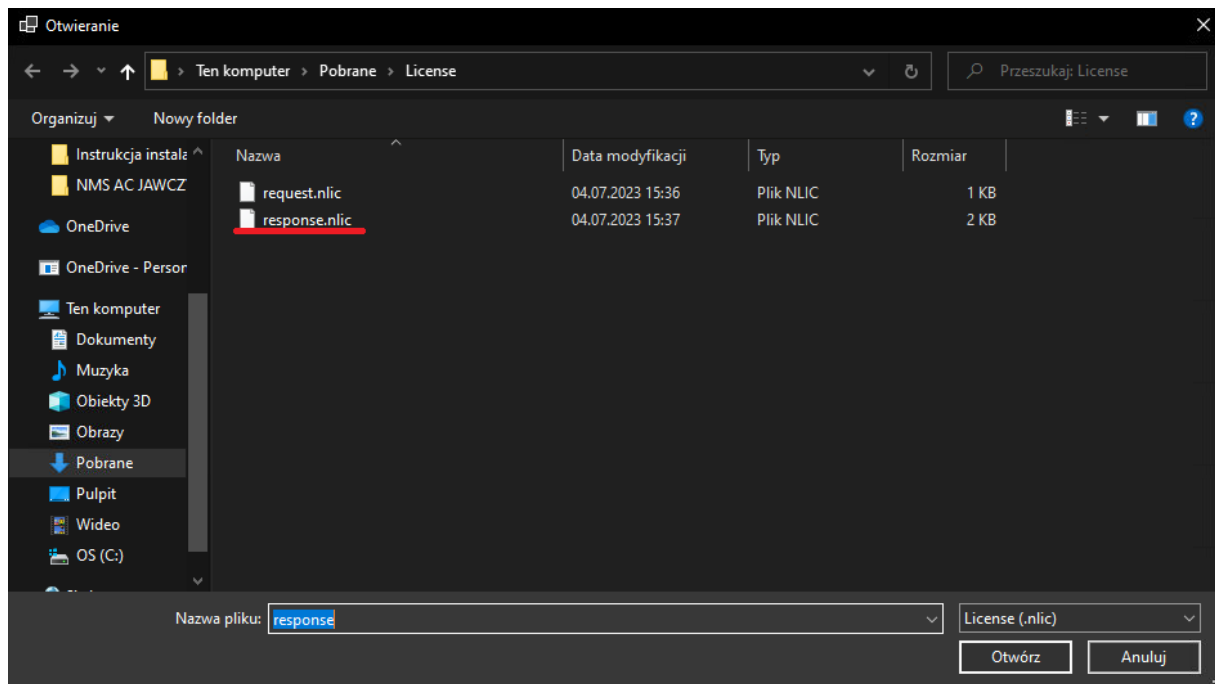 Otwieranie
Ten komputer > Pobrane > License
Przeszukaj: License
Organizuj
Nowy folder
Instrukcja instala
NMS AC JAWCZ
OneDrive
OneDrive - Person
Ten komputer
Dokumenty
Muzyka
Obiekty 3D
Obrazy
Pobrane
Pulpit
Wideo
OS (C:)
Nazwa Data modyfikacji Typ Rozmiar
request.nlic 04.07.2023 15:36 Plik NLIC 1 KB
response.nlic 04.07.2023 15:37 Plik NLIC 2 KB
Nazwa pliku: response License (.nlic)
Otwórz Anuluj